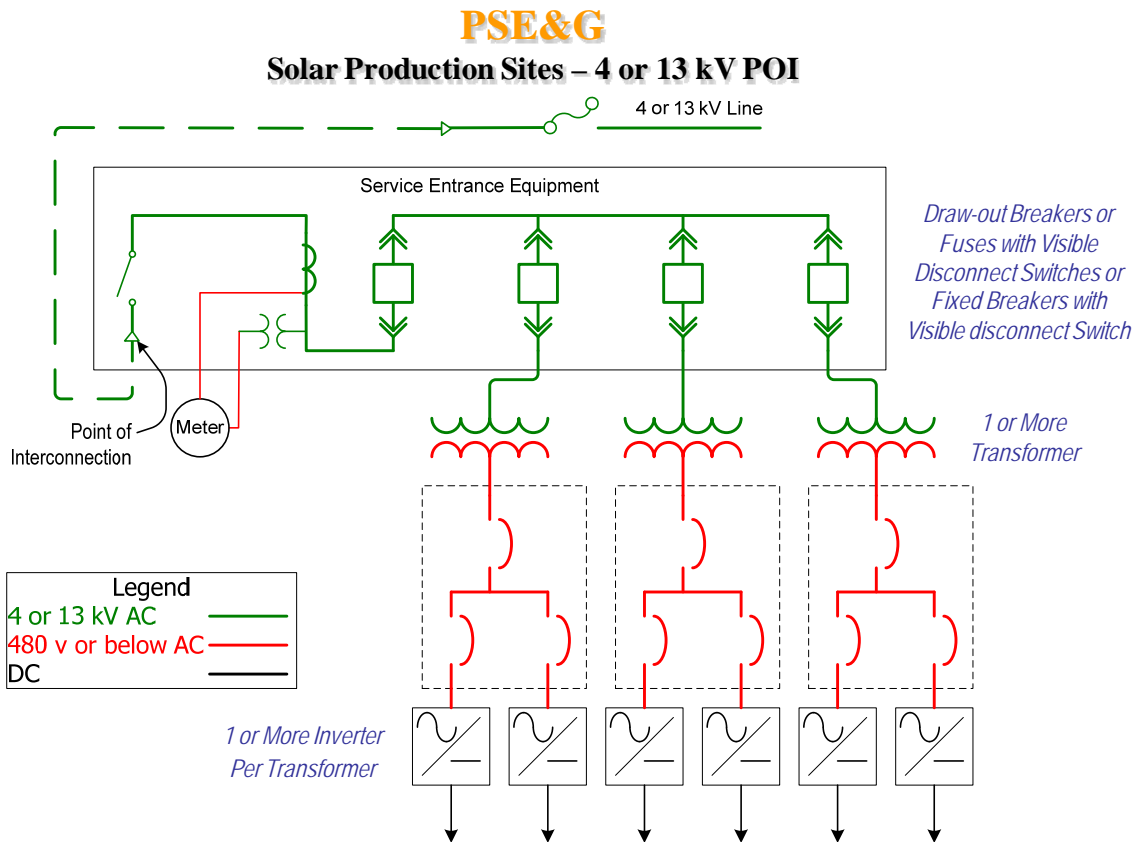 PSE&G
Solar Production Sites – 4 or 13 kV POI
4 or 13 kV Line
Service Entrance Equipment
Draw-out Breakers or
Fuses with Visible
Disconnect Switches or
Fixed Breakers with
Visible disconnect Switch
Point of
Interconnection
Meter
1 or More
Transformer
Legend
4 or 13 kV AC
480 v or below AC
DC
1 or More Inverter
Per Transformer